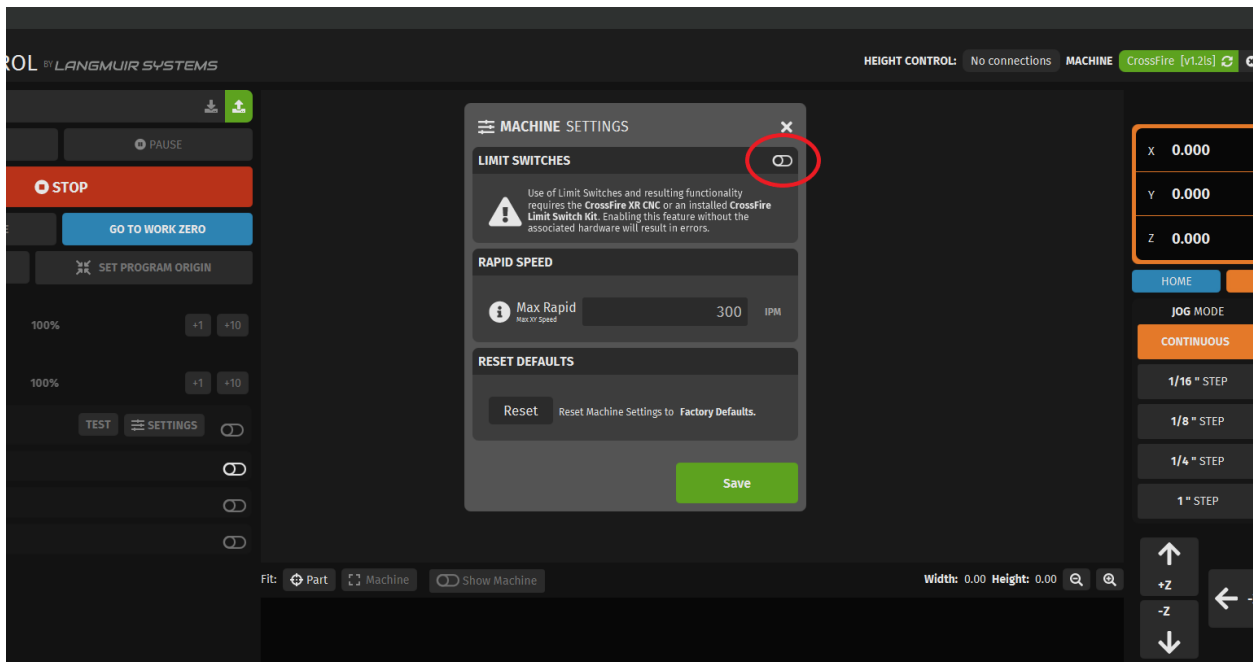 ROL BY LANGMUIR SYSTEMS
HEIGHT CONTROL: No connections MACHINE CrossFire [v1.2ls]
PAUSE
STOP
GO TO WORK ZERO
SET PROGRAM ORIGIN
100% +1 +10
100% +1 +10
TEST SETTINGS
MACHINE SETTINGS
LIMIT SWITCHES
Use of Limit Switches and resulting functionality
requires the CrossFire XR CNC or an installed CrossFire
Limit Switch Kit. Enabling this feature without the
associated hardware will result in errors.
RAPID SPEED
Max Rapid
Max XY Speed
300 IPM
RESET DEFAULTS
Reset Reset Machine Settings to Factory Defaults.
Save
X 0.000
Y 0.000
Z 0.000
HOME
JOG MODE
CONTINUOUS
1/16 " STEP
1/8 " STEP
1/4 " STEP
1 " STEP
+Z
-Z
-
Fit: Part Machine Show Machine
Width: 0.00 Height: 0.00